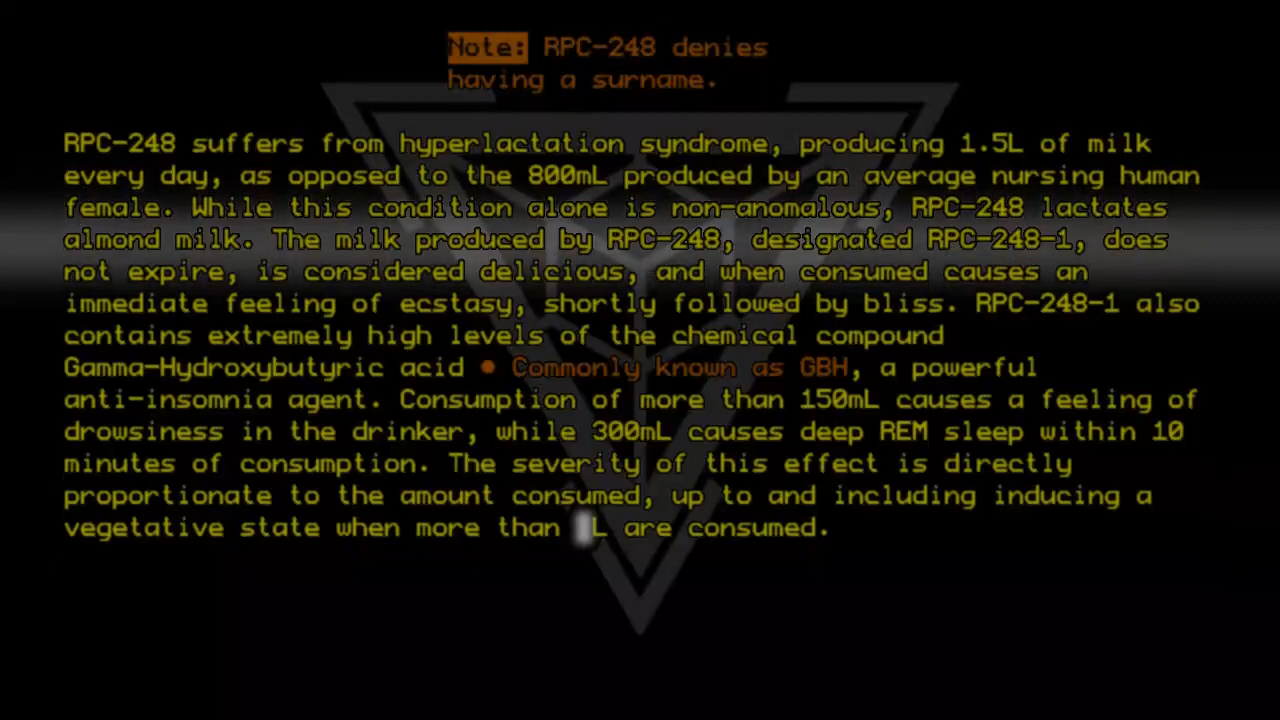 Note: RPC-248 denies
having a surname.
RPC-248 suffers from hyperlactation syndrome, producing 1.5L of milk
every day, as opposed to the 800mL produced by an average nursing human
female. While this condition alone is non-anomalous, RPC-248 lactates
almond milk. The milk produced by RPC-248, designated RPC-248-1, does
not expire, is considered delicious, and when consumed causes an
immediate feeling of ecstasy, shortly followed by bliss. RPC-248-1 also
contains extremely high levels of the chemical compound
Gamma-Hydroxybutyric acid • Commonly known as GBH, a powerful
anti-insomnia agent. Consumption of more than 150mL causes a feeling of
drowsiness in the drinker, while 300mL causes deep REM sleep within 10
minutes of consumption. The severity of this effect is directly
proportionate to the amount consumed, up to and including inducing a
vegetative state when more than █L are consumed.